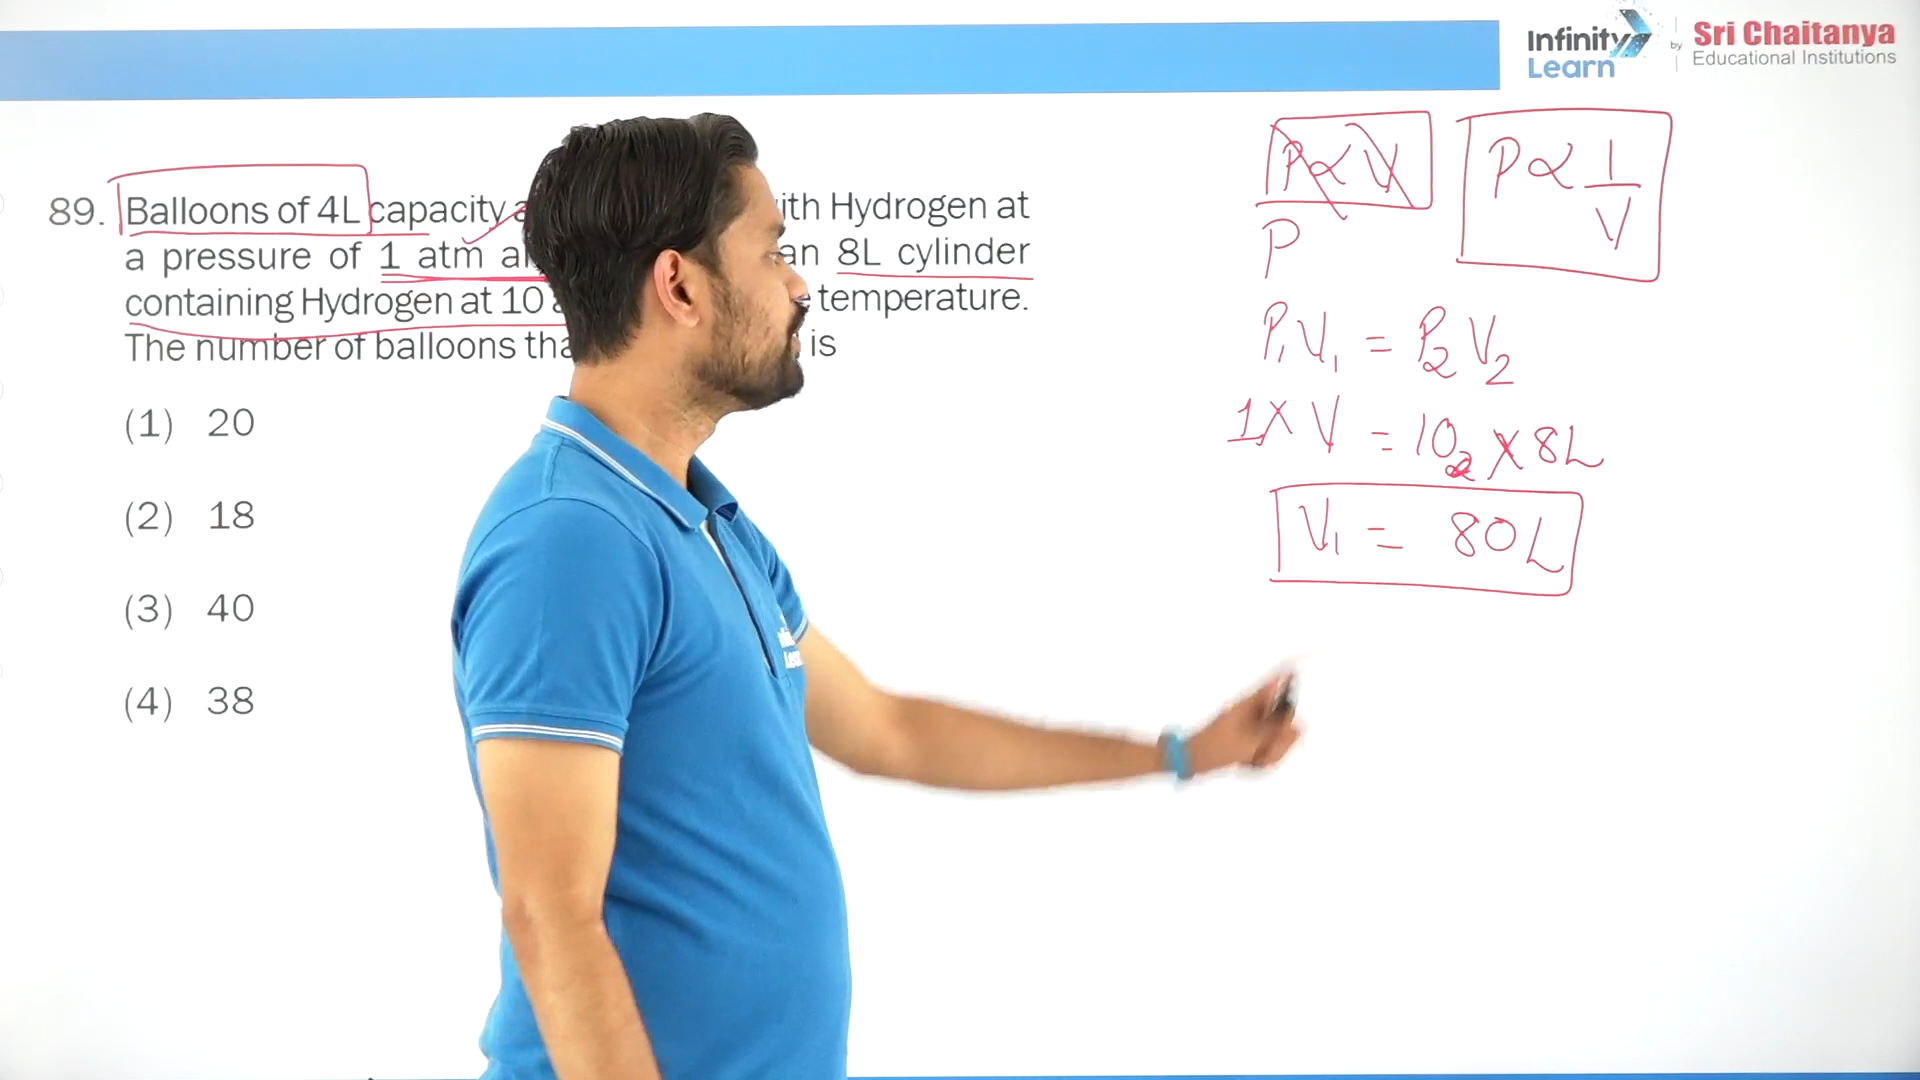 Infinity Learn by Sri Chaitanya Educational Institutions
89. Balloons of 4L capacity ith Hydrogen at
a pressure of 1 atm an 8L cylinder
containing Hydrogen at 10 temperature.
The number of balloons is
(1) 20
(2) 18
(3) 40
(4) 38
P∝V P∝1/V
P
P₁V₁ = P₂V₂
1×V = 10 × 8L
V₁ = 80L